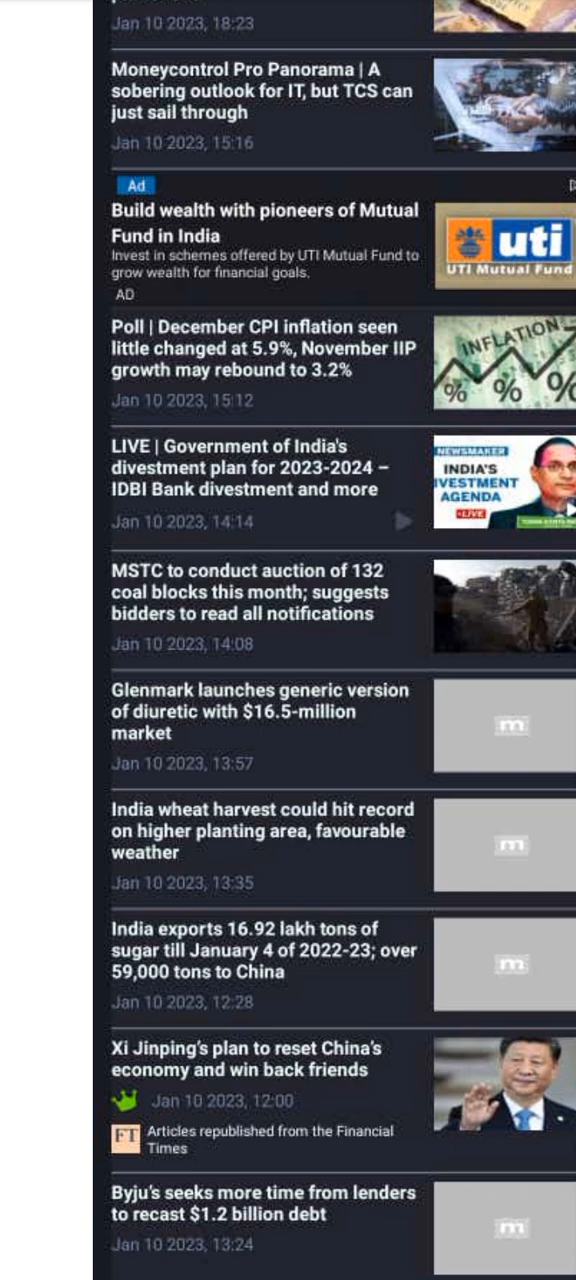 Jan 10 2023, 18:23
Moneycontrol Pro Panorama | A
sobering outlook for IT, but TCS can
just sail through
Jan 10 2023, 15:16
Ad
Build wealth with pioneers of Mutual
Fund in India
Invest in schemes offered by UTI Mutual Fund to
grow wealth for financial goals.
AD
uti
UTI Mutual Fund
Poll | December CPI inflation seen
little changed at 5.9%, November IIP
growth may rebound to 3.2%
Jan 10 2023, 15:12
INFLATION
% % %
LIVE | Government of India's
divestment plan for 2023-2024 –
IDBI Bank divestment and more
Jan 10 2023, 14:14
NEWSMAKER
INDIA'S
IVESTMENT
AGENDA
LIVE
MSTC to conduct auction of 132
coal blocks this month; suggests
bidders to read all notifications
Jan 10 2023, 14:08
Glenmark launches generic version
of diuretic with $16.5-million
market
Jan 10 2023, 13:57
m
India wheat harvest could hit record
on higher planting area, favourable
weather
Jan 10 2023, 13:35
m
India exports 16.92 lakh tons of
sugar till January 4 of 2022-23; over
59,000 tons to China
Jan 10 2023, 12:28
m
Xi Jinping’s plan to reset China’s
economy and win back friends
Jan 10 2023, 12:00
FT
Articles republished from the Financial
Times
Byju’s seeks more time from lenders
to recast $1.2 billion debt
Jan 10 2023, 13:24
m